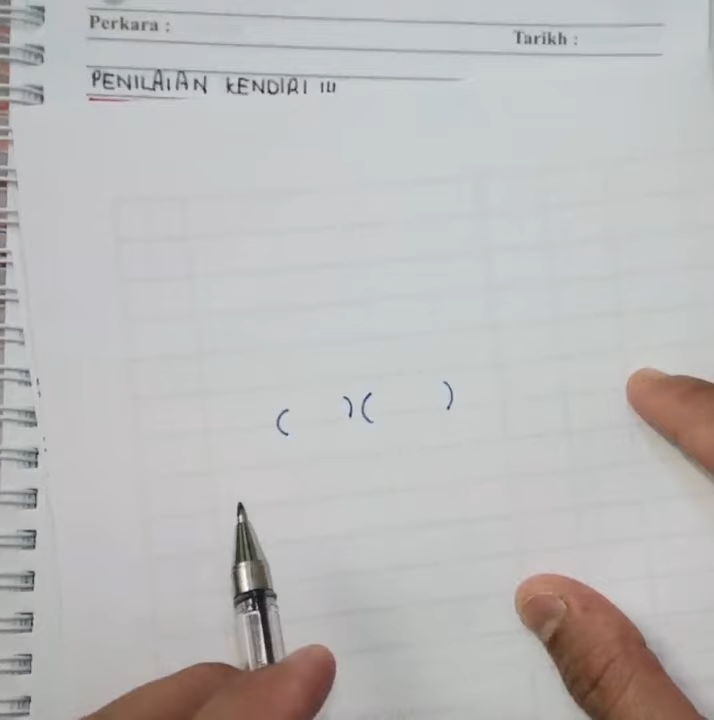 Perkara :
Tarikh :
PENILAIAN KENDIRI III
( )( )